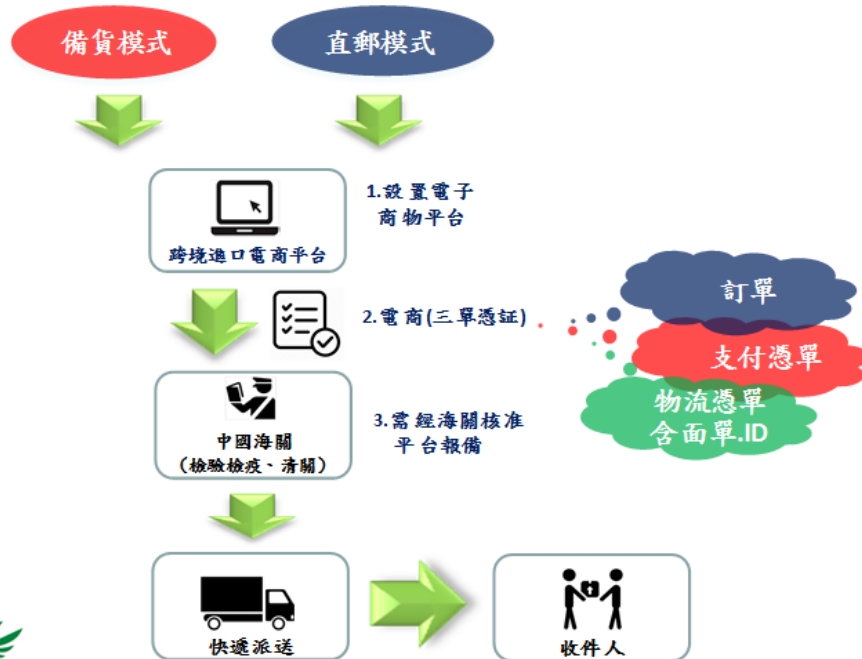 備貨模式
直郵模式
1.設置電子
商物平台
跨境進口電商平台
訂單
2.電商(三單憑証)
支付憑單
物流憑單
含面單.ID
3.需經海關核准
平台報備
中國海關
(檢驗檢疫、清關)
快遞派送
收件人